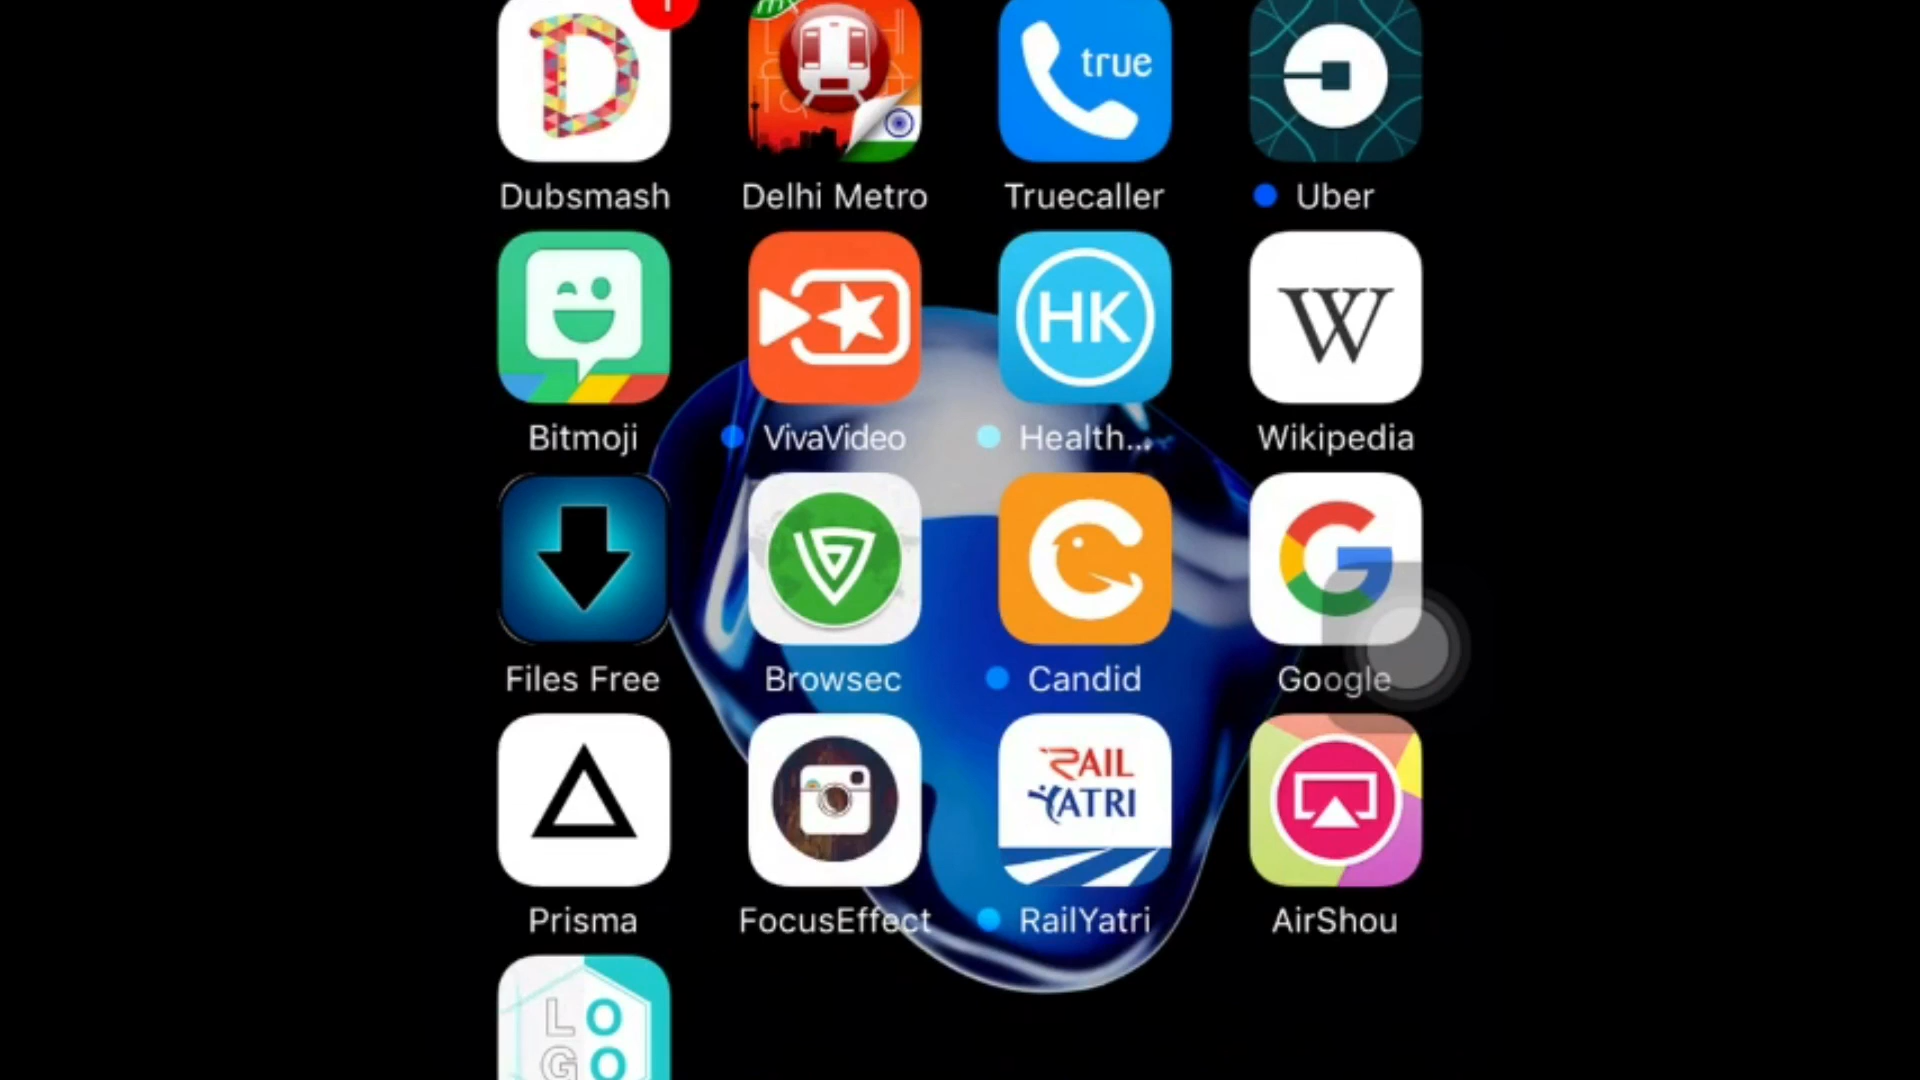 true
Dubsmash
Delhi Metro
Truecaller
Uber
HK
W
Bitmoji
VivaVideo
Health...
Wikipedia
G
Files Free
Browsec
Candid
Google
RAIL
YATRI
Prisma
FocusEffect
RailYatri
AirShou
LO
GO